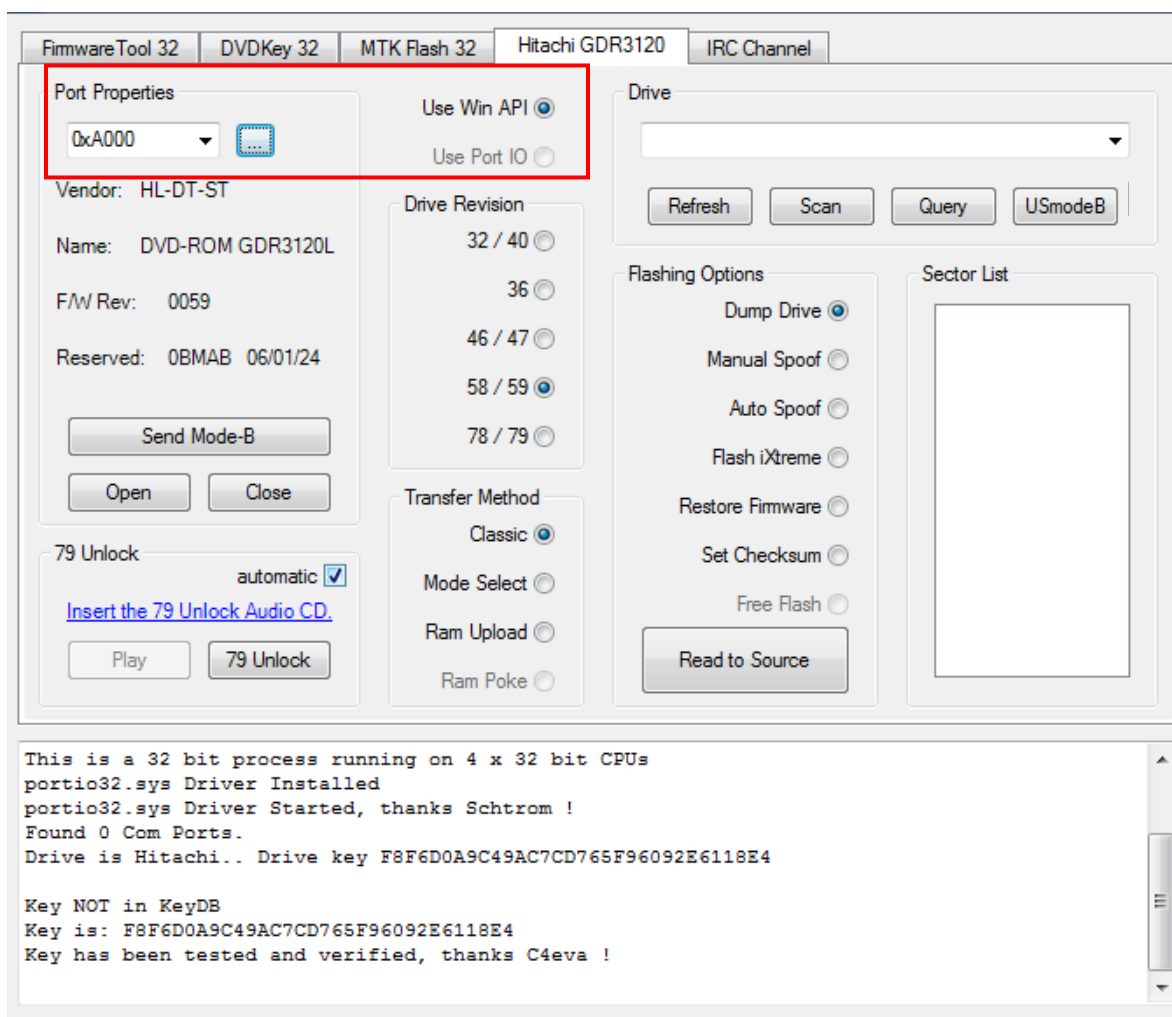 FirmwareTool 32 DVDKey 32 MTK Flash 32 Hitachi GDR3120 IRC Channel
Port Properties
0xA000 ...
Use Win API
Use Port IO
Vendor: HL-DT-ST
Name: DVD-ROM GDR3120L
F/W Rev: 0059
Reserved: 0BMAB 06/01/24
Send Mode-B
Open Close
79 Unlock
automatic
Insert the 79 Unlock Audio CD.
Play 79 Unlock
Drive Revision
32 / 40
36
46 / 47
58 / 59
78 / 79
Transfer Method
Classic
Mode Select
Ram Upload
Ram Poke
Drive
Refresh Scan Query USmodeB
Flashing Options
Dump Drive
Manual Spoof
Auto Spoof
Flash iXtreme
Restore Firmware
Set Checksum
Free Flash
Read to Source
Sector List
This is a 32 bit process running on 4 x 32 bit CPUs
portio32.sys Driver Installed
portio32.sys Driver Started, thanks Schtrom !
Found 0 Com Ports.
Drive is Hitachi.. Drive key F8F6D0A9C49AC7CD765F96092E6118E4
Key NOT in KeyDB
Key is: F8F6D0A9C49AC7CD765F96092E6118E4
Key has been tested and verified, thanks C4eva !